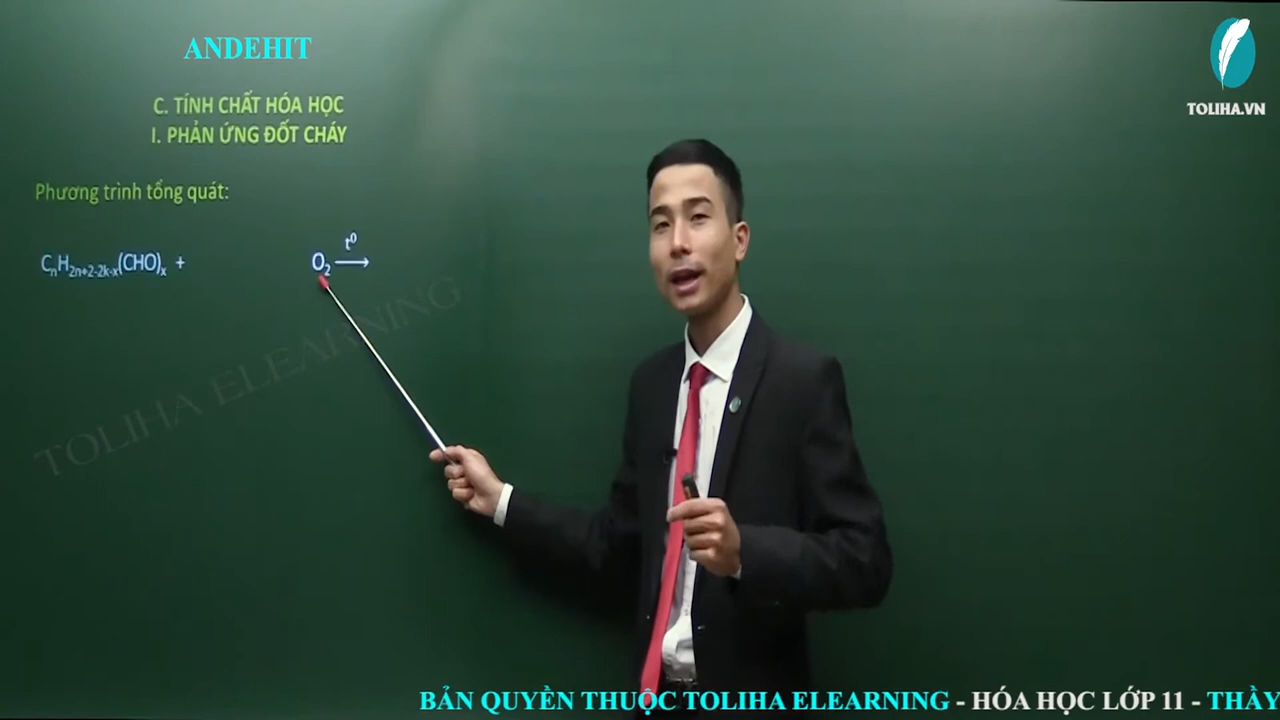 ANDEHIT
TOLIHA.VN
C. TÍNH CHẤT HÓA HỌC
I. PHẢN ỨNG ĐỐT CHÁY
Phương trình tổng quát:
CₙH₂ₙ₊₂₋₂ₖ₋ₓ(CHO)ₓ + O₂ —t⁰→
TOLIHA ELEARNING
BẢN QUYỀN THUỘC TOLIHA ELEARNING - HÓA HỌC LỚP 11 - THẦY